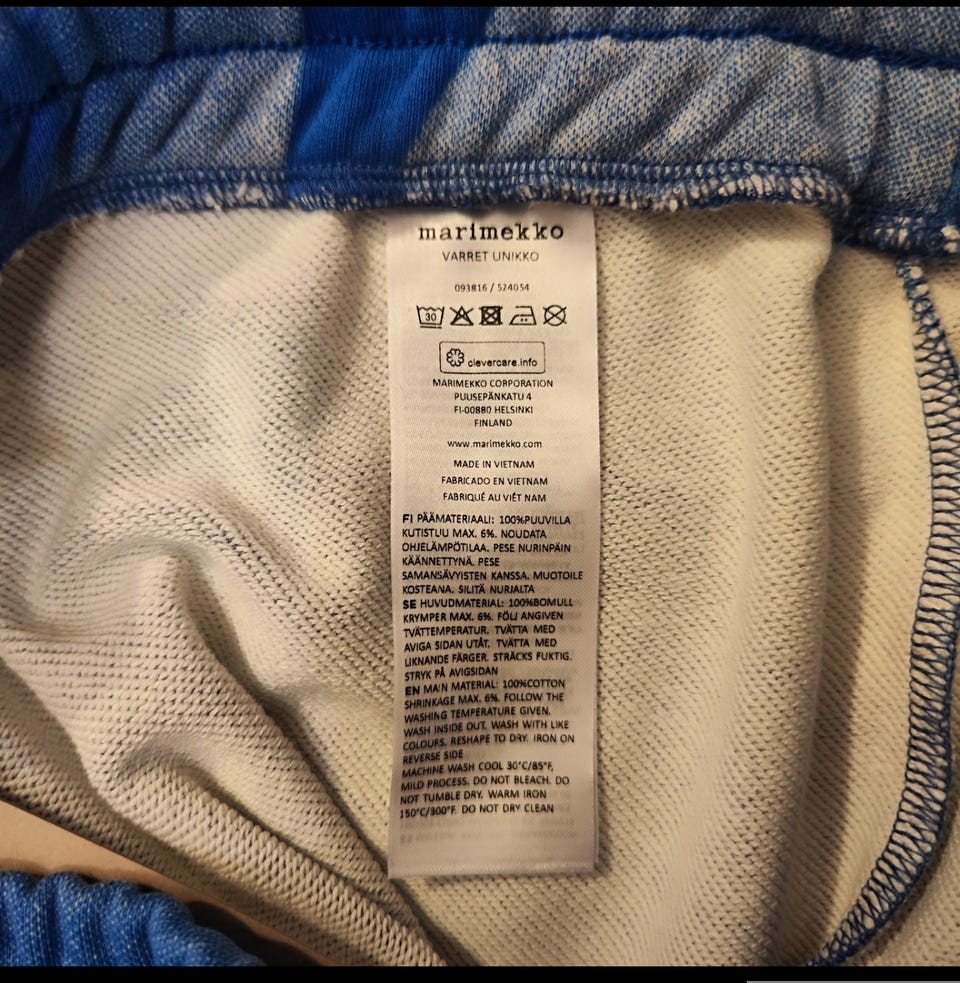 marimekko
VARRET UNIKKO
093816 / 524054
30
clevercare.info
MARIMEKKO CORPORATION
PUUSEPÄNKATU 4
FI-00880 HELSINKI
FINLAND
www.marimekko.com
MADE IN VIETNAM
FABRICADO EN VIETNAM
FABRIQUÉ AU VIÊT NAM
FI PÄÄMATERIAALI: 100%PUUVILLA
KUTISTUU MAX. 6%. NOUDATA
OHJELÄMPÖTILAA. PESE NURINPÄIN
KÄÄNNETTYNÄ. PESE
SAMANSÄVYISTEN KANSSA. MUOTOILE
KOSTEANA. SILITÄ NURJALTA
SE HUVUDMATERIAL: 100%BOMULL
KRYMPER MAX. 6%. FÖLJ ANGIVEN
TVÄTTEMPERATUR. TVÄTTA MED
AVIGA SIDAN UTÅT. TVÄTTA MED
LIKNANDE FÄRGER. STRÄCKS FUKTIG.
STRYK PÅ AVIGSIDAN
EN MAIN MATERIAL: 100%COTTON
SHRINKAGE MAX. 6%. FOLLOW THE
WASHING TEMPERATURE GIVEN.
WASH INSIDE OUT. WASH WITH LIKE
COLOURS. RESHAPE TO DRY. IRON ON
REVERSE SIDE
MACHINE WASH COOL 30°C/85°F,
MILD PROCESS. DO NOT BLEACH. DO
NOT TUMBLE DRY. WARM IRON
150°C/300°F. DO NOT DRY CLEAN